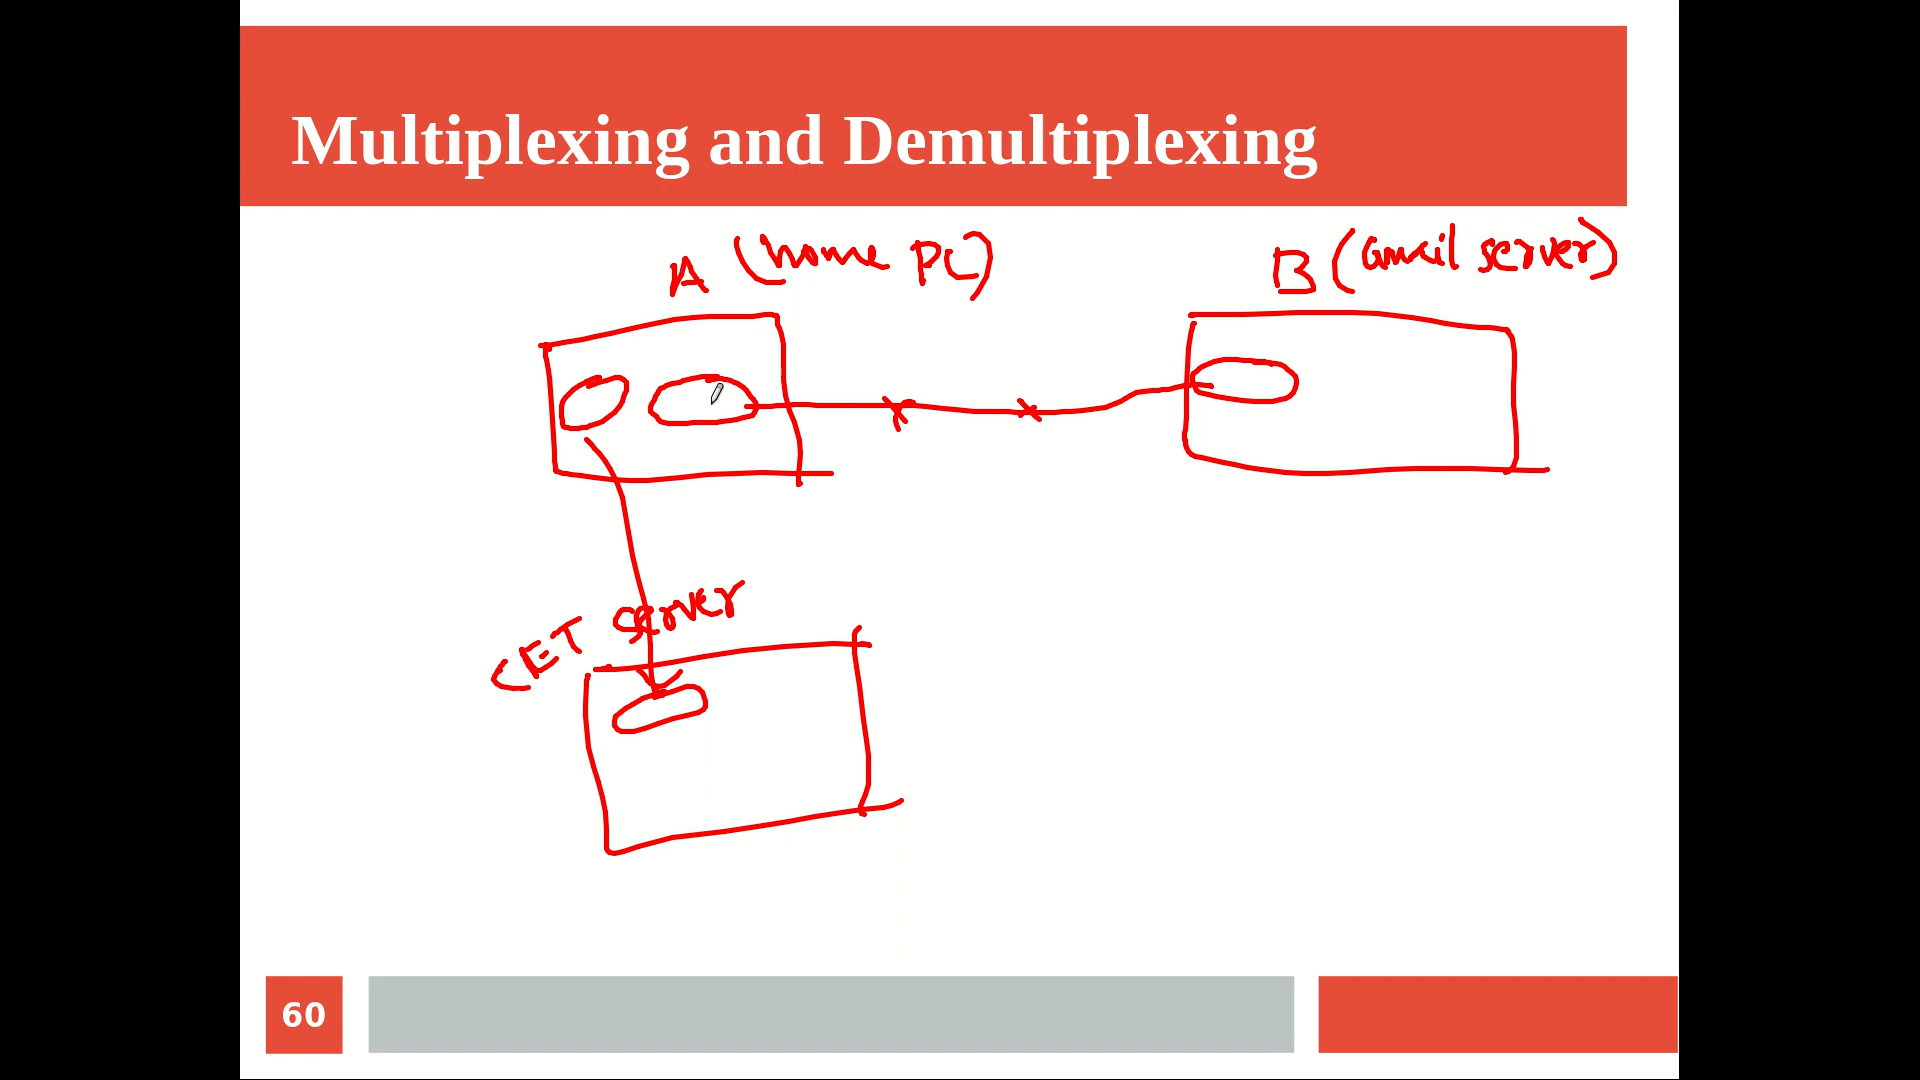 Multiplexing and Demultiplexing
A (home PC)
B (Gmail server)
CET server
60